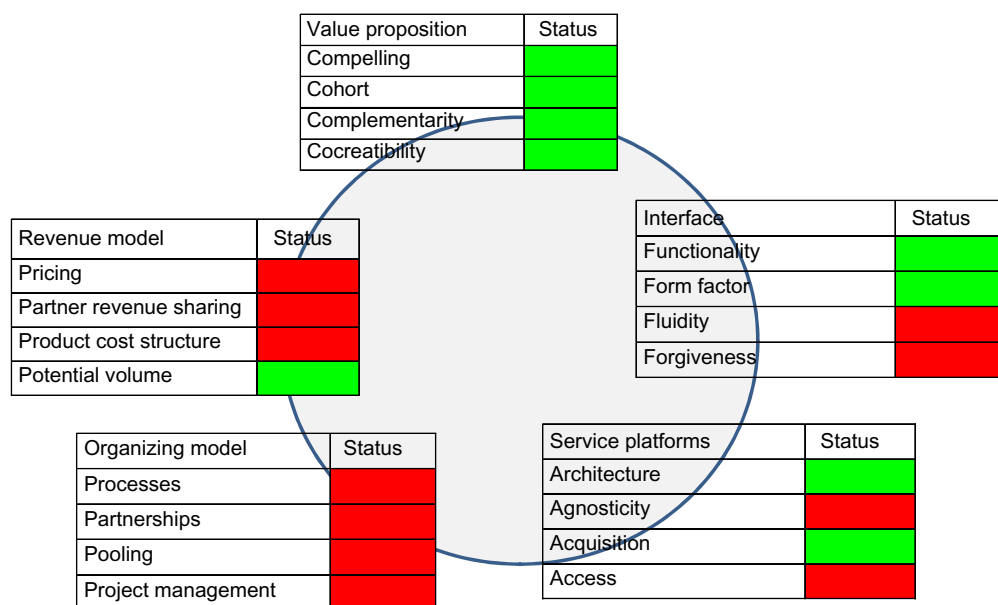 Value proposition Status
Compelling
Cohort
Complementarity
Cocreatibility
Revenue model Status
Pricing
Partner revenue sharing
Product cost structure
Potential volume
Interface Status
Functionality
Form factor
Fluidity
Forgiveness
Organizing model Status
Processes
Partnerships
Pooling
Project management
Service platforms Status
Architecture
Agnosticity
Acquisition
Access